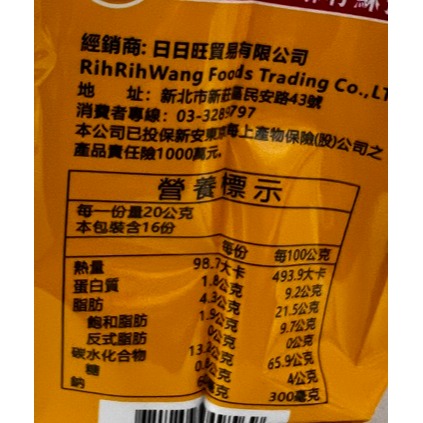 經銷商: 日日旺貿易有限公司
RihRihWang Foods Trading Co.,LT
地 址: 新北市新莊區民安路43號
消費者專線: 03-3289797
本公司已投保新安東京海上產物保險(股)公司之
產品責任險1000萬元。
營養標示
每一份量20公克
本包裝含16份
每份 每100公克
熱量 98.7大卡 493.9大卡
蛋白質 1.8公克 9.2公克
脂肪 4.3公克 21.5公克
飽和脂肪 1.9公克 9.7公克
反式脂肪 0公克 0公克
碳水化合物 13.2公克 65.9公克
糖 公克 4公克
鈉 毫克 300毫克